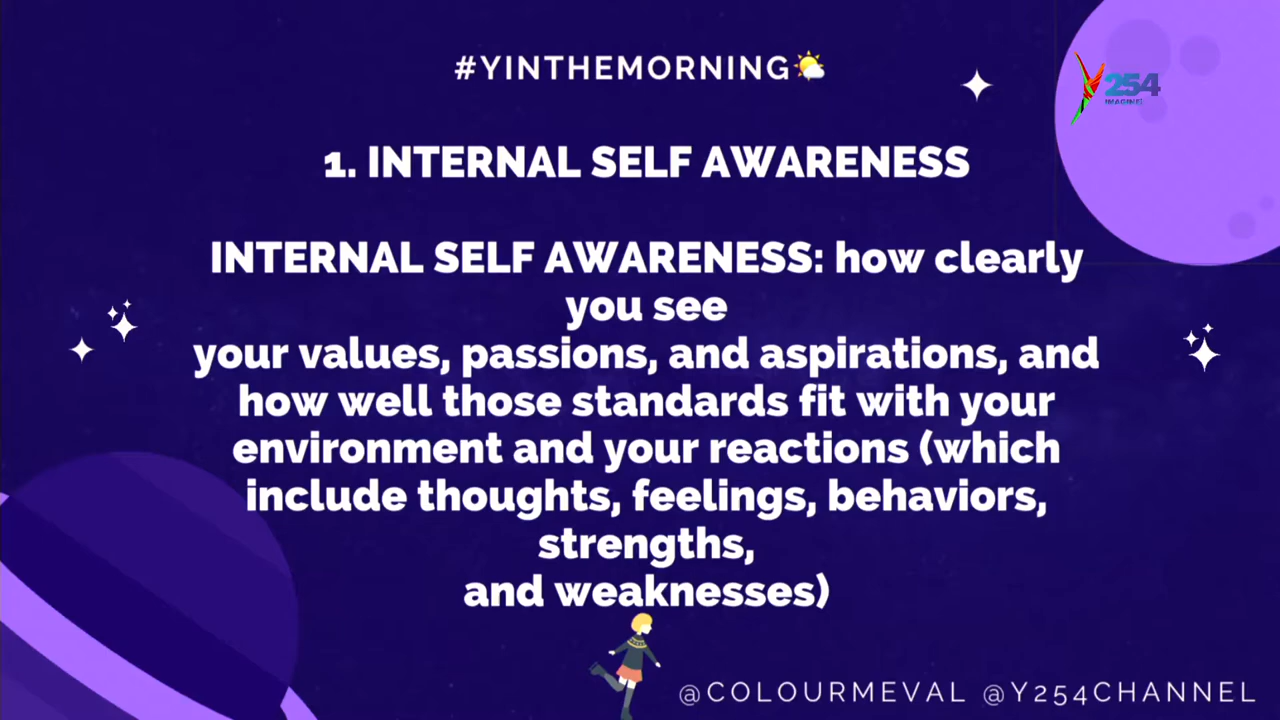 #YINTHEMORNING
Y254
IMAGINE!
1. INTERNAL SELF AWARENESS
INTERNAL SELF AWARENESS: how clearly
you see
your values, passions, and aspirations, and
how well those standards fit with your
environment and your reactions (which
include thoughts, feelings, behaviors,
strengths,
and weaknesses)
@COLOURMEVAL @Y254CHANNEL